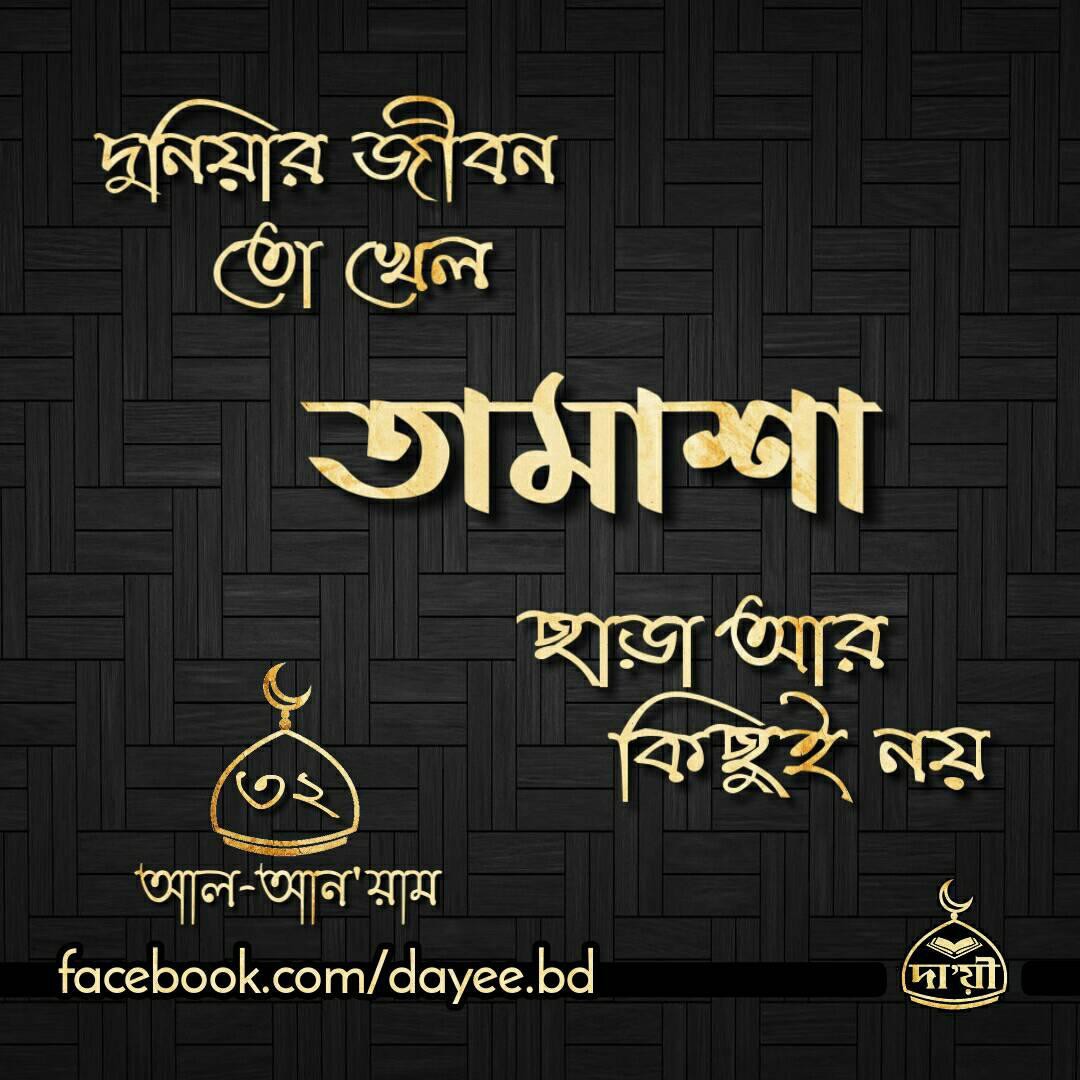 দুনিয়ার জীবন
তো খেল
তামাশা
ছাড়া আর
কিছুই নয়
৩২
আল-আন'য়াম
facebook.com/dayee.bd
দা'য়ী